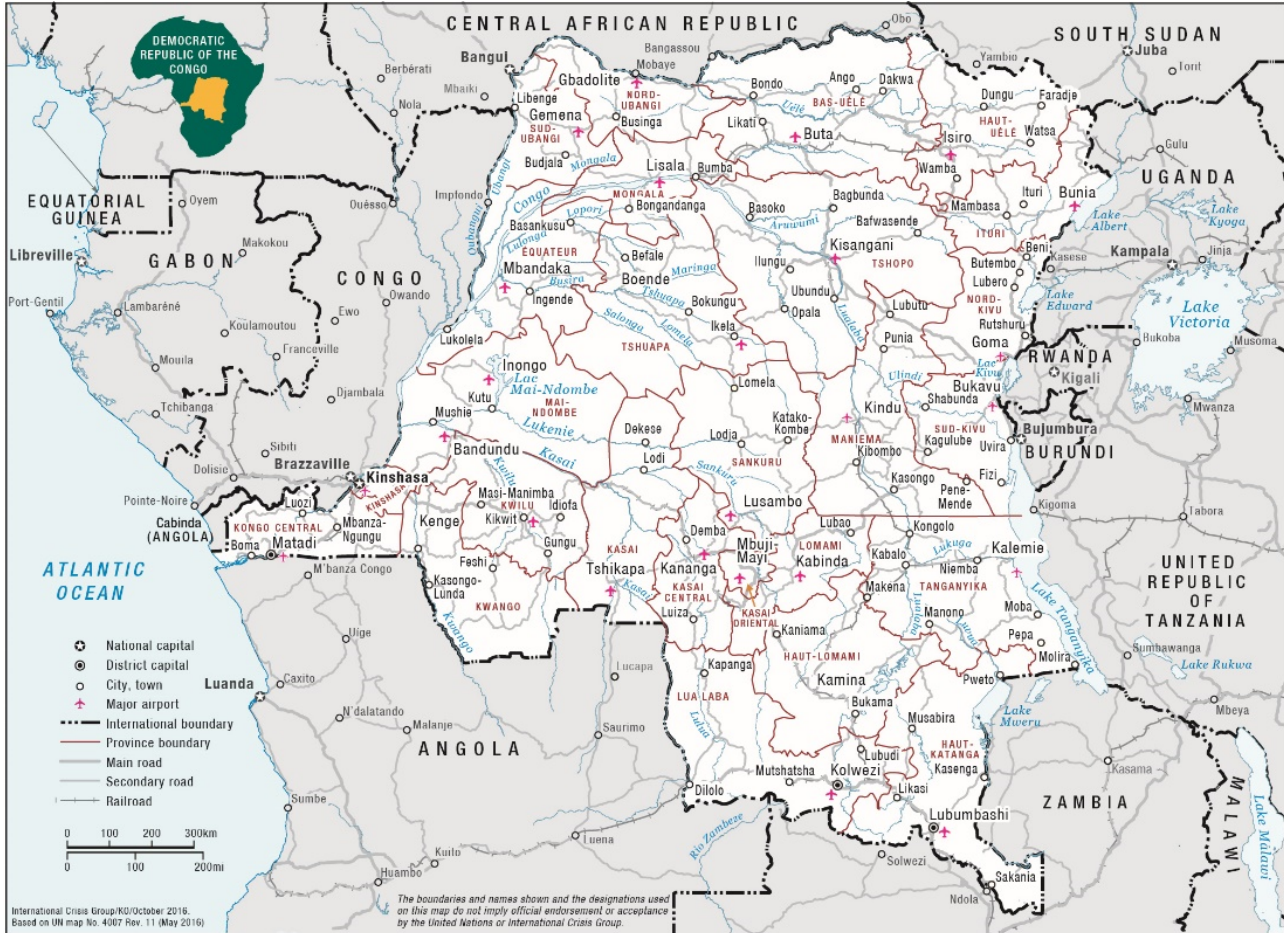 DEMOCRATIC
REPUBLIC OF THE
CONGO
CENTRAL AFRICAN REPUBLIC
SOUTH SUDAN
Obo
Juba
Torit
Yambio
Bangassou
Mobaye
Bangui
Berbérati
Mbaïki
Nola
Gbadolite
NORD-
UBANGI
Libenge
Gemena
SUD-
UBANGI
Businga
Budjala
Mongala
Bondo
Ango
Dakwa
Uélé
BAS-UÉLÉ
Likati
Buta
Dungu
Faradje
HAUT-
UÉLÉ
Isiro
Watsa
Wamba
Gulu
UGANDA
Lisala
Bumba
MONGALA
Bongandanga
Ubangi
Oubangui
Congo
Impfondo
Ouésso
EQUATORIAL
GUINEA
Oyem
Makokou
Libreville
GABON
CONGO
Basankusu
Lopori
Lulonga
ÉQUATEUR
Basoko
Aruwumi
Bagbunda
Bafwasende
Mambasa
Ituri
ITURI
Bunia
Lake
Albert
Lake
Kyoga
Kisangani
TSHOPO
Beni
Butembo
Lubero
NORD-
KIVU
Kasese
Kampala
Jinja
Lake
Edward
Rutshuru
Port-Gentil
Lambaréné
Owando
Ewo
Koulamoutou
Franceville
Mouila
Mbandaka
Ingende
Busira
Befale
Boende
Maringa
Tshuapa
Bokungu
Salonga
Lomela
Ikela
TSHUAPA
Ilungu
Ubundu
Opala
Lualaba
Lubutu
Punia
Goma
Lac
Kivu
RWANDA
Kigali
Bukoba
Lake
Victoria
Musoma
Lukolela
Inongo
Lac
Mai-Ndombe
MAI-
NDOMBE
Kutu
Mushie
Lukenie
Djambala
Tchibanga
Lomela
Ulindi
Kindu
Shabunda
Bukavu
SUD-KIVU
Kagulube
Uvira
Bujumbura
BURUNDI
Mwanza
Sibiti
Dolisie
Brazzaville
Kinshasa
KINSHASA
Bandundu
Kasai
Dekese
Lodi
Lodja
Katako-
Kombe
SANKURU
Sankuru
MANIEMA
Kibombo
Kasongo
Fizi
Pene-
Mende
Kigoma
Tabora
Pointe-Noire
Cabinda
(ANGOLA)
Luozi
KONGO CENTRAL
Boma
Matadi
Mbanza-
Ngungu
Kenge
Masi-Manimba
Kwilu
KWILU
Kikwit
Idiofa
Gungu
Feshi
Kasongo-
Lunda
KWANGO
Kwango
KASAI
Tshikapa
Kasai
Lusambo
Demba
Kananga
KASAI
CENTRAL
Luiza
Mbuji-
Mayi
KASAI
ORIENTAL
Lubao
LOMAMI
Kabinda
Kongolo
Kabalo
Lukuga
Niemba
Kalemie
TANGANYIKA
Makena
Manono
Lualaba
Moba
Pepa
Molira
Lake Tanganyika
UNITED
REPUBLIC
OF
TANZANIA
Sumbawanga
Lake Rukwa
Mbeya
ATLANTIC
OCEAN
M'banza Congo
Uige
Caxito
Luanda
N'dalatando
Malanje
Lucapa
Saurimo
ANGOLA
Kaniama
HAUT-LOMAMI
Kapanga
LUALABA
Lulua
Kamina
Bukama
Musabira
Pweto
Lake
Mweru
HAUT-
KATANGA
Kasenga
Lubudi
Mutshatsha
Kolwezi
Dilolo
Likasi
Lubumbashi
Kasama
ZAMBIA
MALAWI
Lake Malawi
Sakania
Ndola
Solwezi
Rio Zambeze
Luena
Kuito
Huambo
Sumbe
National capital
District capital
City, town
Major airport
International boundary
Province boundary
Main road
Secondary road
Railroad
0 100 200 300km
0 100 200mi
International Crisis Group/KO/October 2016.
Based on UN map No. 4007 Rev. 11 (May 2016)
The boundaries and names shown and the designations used
on this map do not imply official endorsement or acceptance
by the United Nations or International Crisis Group.